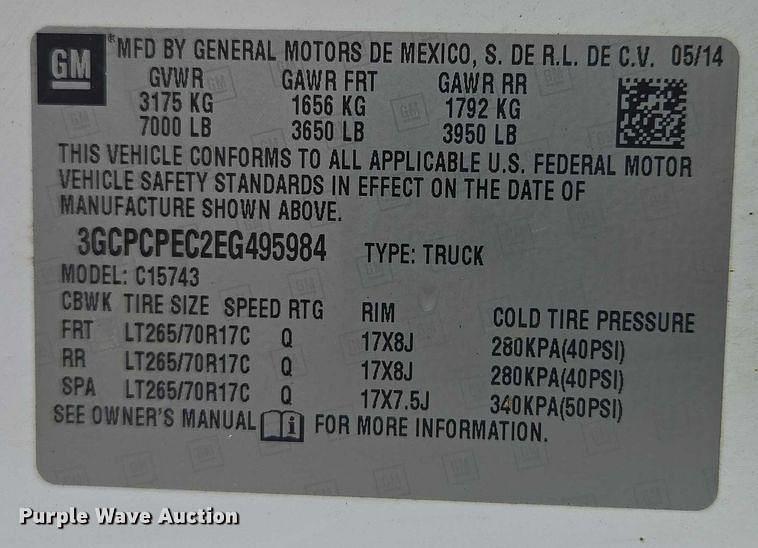 GM *MFD BY GENERAL MOTORS DE MEXICO, S. DE R.L. DE C.V. 05/14
GVWR GAWR FRT GAWR RR
3175 KG 1656 KG 1792 KG
7000 LB 3650 LB 3950 LB
THIS VEHICLE CONFORMS TO ALL APPLICABLE U.S. FEDERAL MOTOR
VEHICLE SAFETY STANDARDS IN EFFECT ON THE DATE OF
MANUFACTURE SHOWN ABOVE.
3GCPCPEC2EG495984 TYPE: TRUCK
MODEL: C15743
CBWK TIRE SIZE SPEED RTG RIM COLD TIRE PRESSURE
FRT LT265/70R17C Q 17X8J 280KPA(40PSI)
RR LT265/70R17C Q 17X8J 280KPA(40PSI)
SPA LT265/70R17C Q 17X7.5J 340KPA(50PSI)
SEE OWNER'S MANUAL i FOR MORE INFORMATION.
Purple Wave Auction